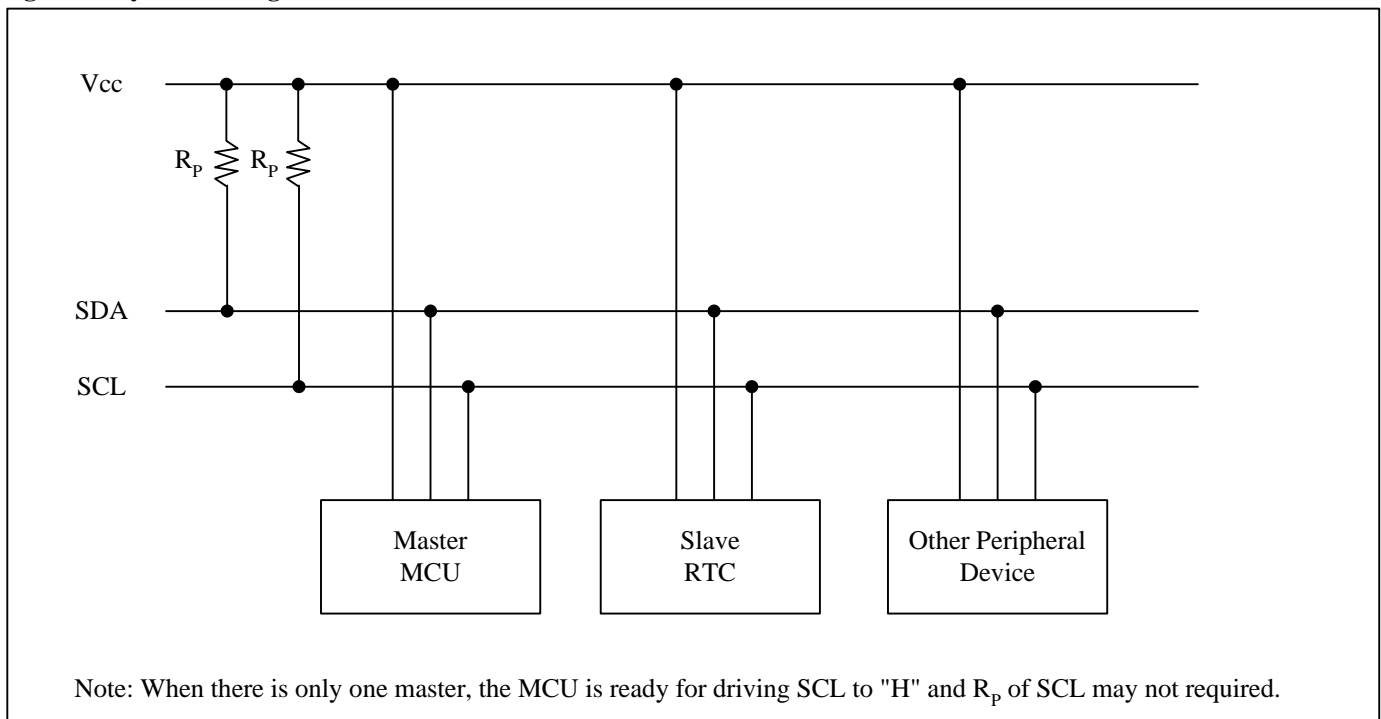 Vcc
R_P R_P
SDA
SCL
Master
MCU
Slave
RTC
Other Peripheral
Device
Note: When there is only one master, the MCU is ready for driving SCL to "H" and R_P of SCL may not required.